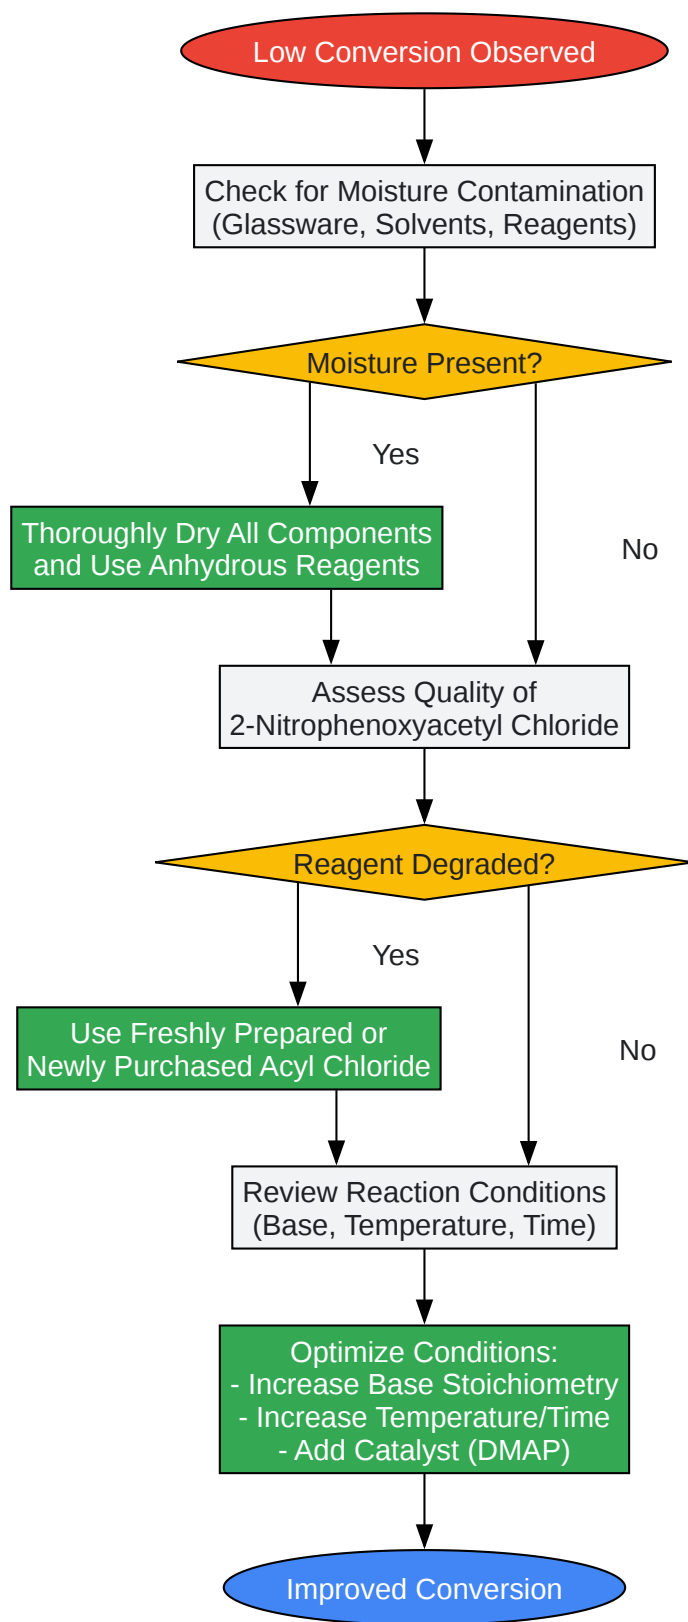 Low Conversion Observed
Check for Moisture Contamination
(Glassware, Solvents, Reagents)
Moisture Present?
Yes
Thoroughly Dry All Components
and Use Anhydrous Reagents
No
Assess Quality of
2-Nitrophenoxyacetyl Chloride
Reagent Degraded?
Yes
Use Freshly Prepared or
Newly Purchased Acyl Chloride
No
Review Reaction Conditions
(Base, Temperature, Time)
Optimize Conditions:
- Increase Base Stoichiometry
- Increase Temperature/Time
- Add Catalyst (DMAP)
Improved Conversion